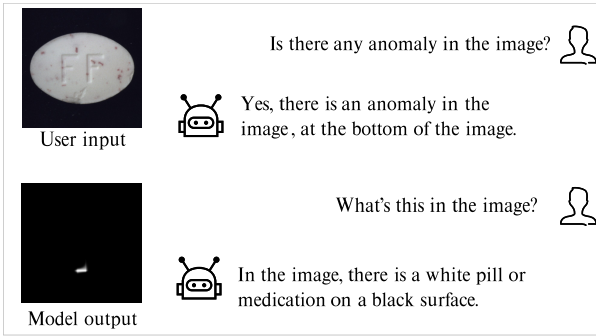 FF
User input
Is there any anomaly in the image?
Yes, there is an anomaly in the
image, at the bottom of the image.
Model output
What's this in the image?
In the image, there is a white pill or
medication on a black surface.